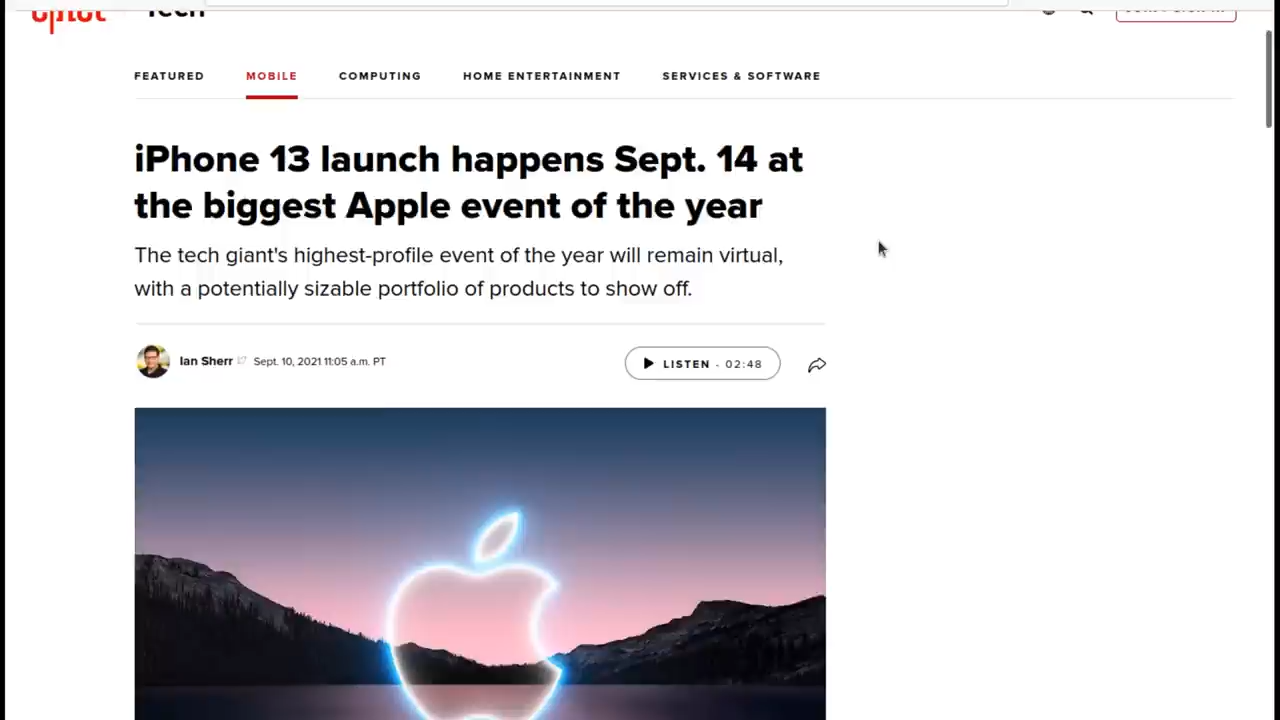 cnet Tech
FEATURED MOBILE COMPUTING HOME ENTERTAINMENT SERVICES & SOFTWARE
iPhone 13 launch happens Sept. 14 at
the biggest Apple event of the year
The tech giant's highest-profile event of the year will remain virtual,
with a potentially sizable portfolio of products to show off.
Ian Sherr Sept. 10, 2021 11:05 a.m. PT LISTEN - 02:48